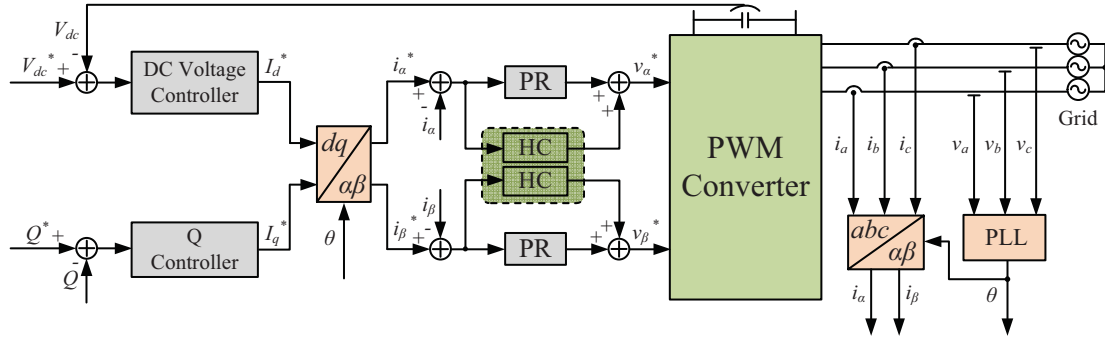 V_dc
V_dc^* + -
DC Voltage
Controller
I_d^*
i_α^*
+ -
i_α
PR
+
+
v_α^*
HC
HC
dq
αβ
θ
Q^* +
-
Q
Q
Controller
I_q^*
i_β
i_β^* + -
PR
+
+
v_β^*
PWM
Converter
Grid
i_a
i_b
i_c
v_a
v_b
v_c
abc
αβ
PLL
i_α
i_β
θ